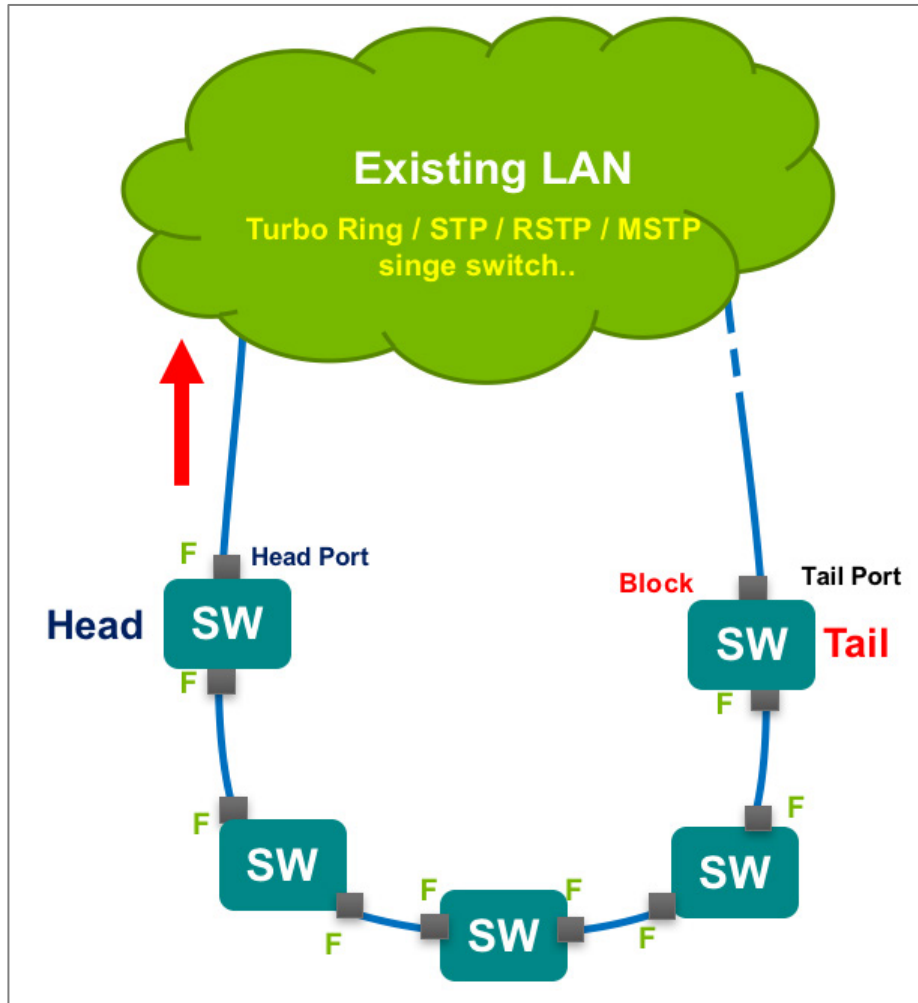 Existing LAN
Turbo Ring / STP / RSTP / MSTP
singe switch..
F
Head Port
Block
Tail Port
Head
SW
SW
Tail
F
F
F
F
SW
SW
F
F
SW
F
F